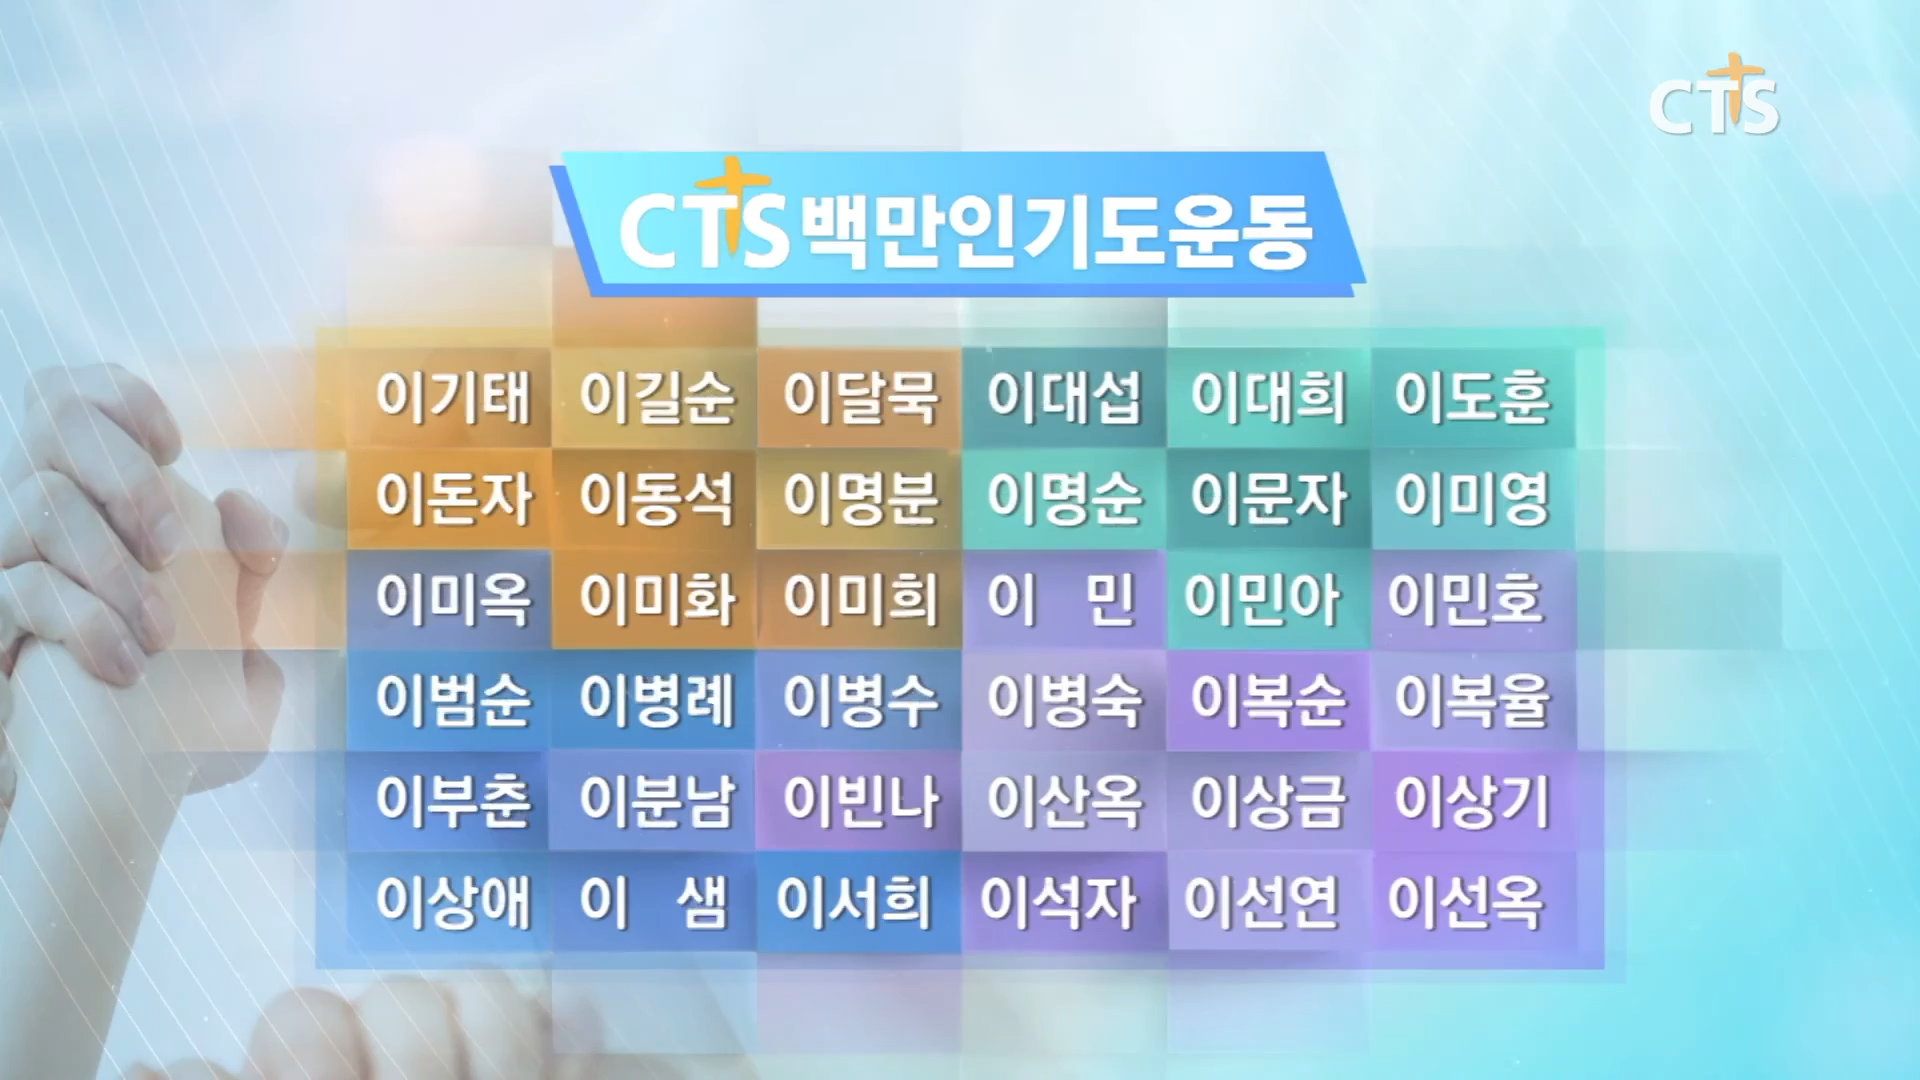 CTS
CTS백만인기도운동
이기태 이길순 이달묵 이대섭 이대희 이도훈
이돈자 이동석 이명분 이명순 이문자 이미영
이미옥 이미화 이미희 이 민 이민아 이민호
이범순 이병례 이병수 이병숙 이복순 이복율
이부춘 이분남 이빈나 이산옥 이상금 이상기
이상애 이 샘 이서희 이석자 이선연 이선옥